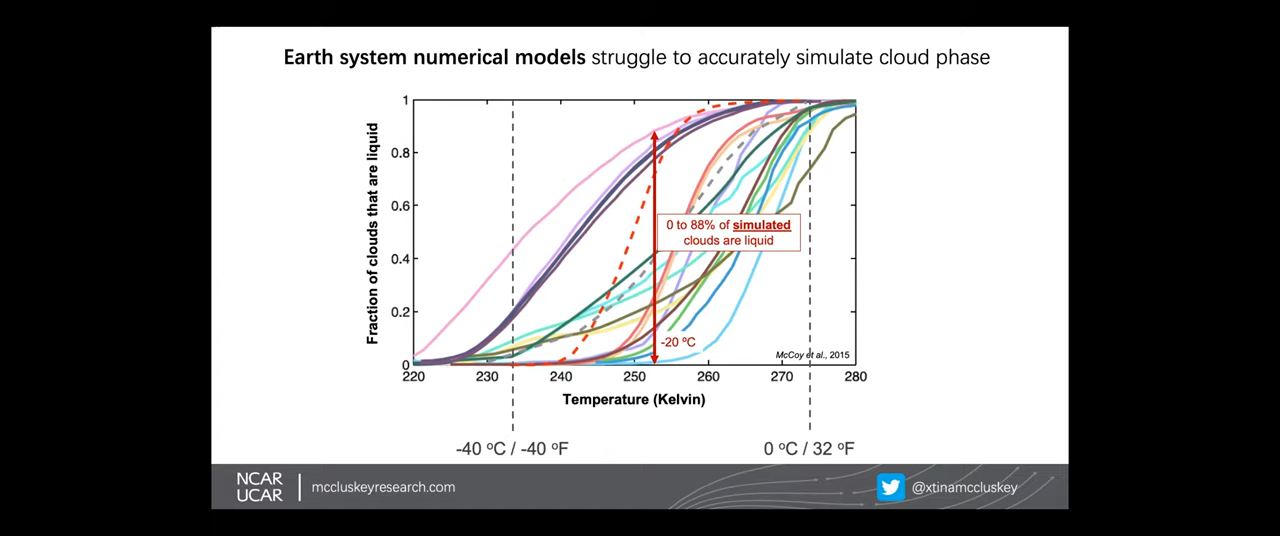 Earth system numerical models struggle to accurately simulate cloud phase
Fraction of clouds that are liquid
1
0.8
0.6
0.4
0.2
0
0 to 88% of simulated
clouds are liquid
-20 ºC
McCoy et al., 2015
220 230 240 250 260 270 280
Temperature (Kelvin)
-40 ºC / -40 ºF
0 ºC / 32 ºF
NCAR
UCAR
mccluskeyresearch.com
@xtinamccluskey